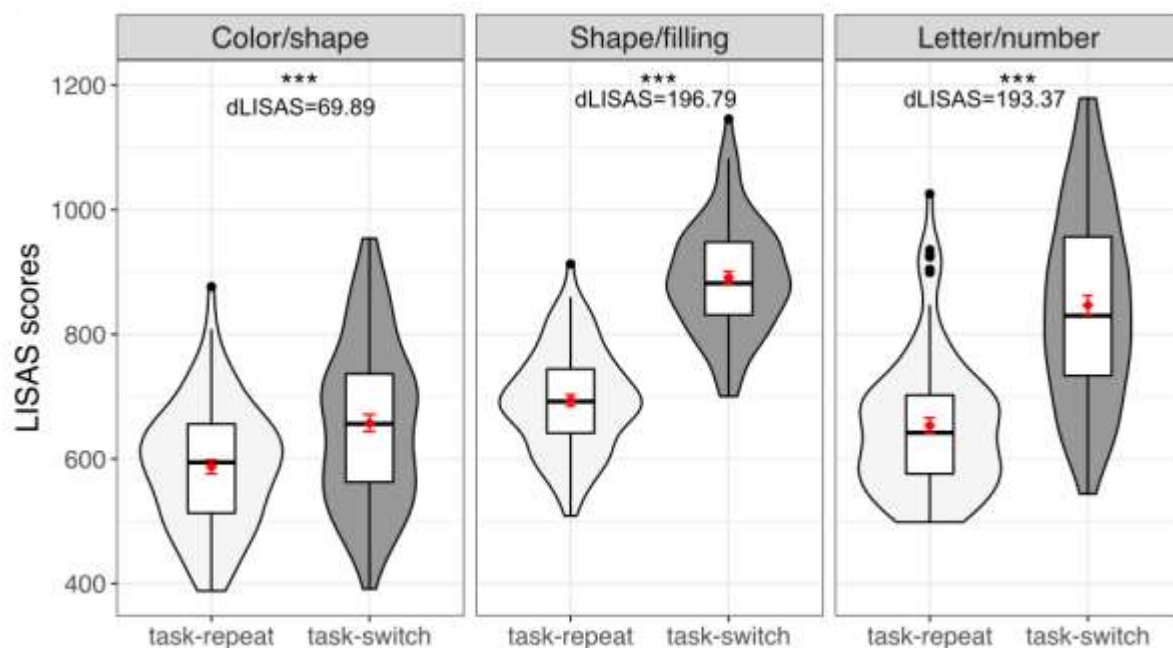 Color/shape
Shape/filling
Letter/number
***
dLISAS=69.89
***
dLISAS=196.79
***
dLISAS=193.37
LISAS scores
1200
1000
800
600
400
task-repeat
task-switch
task-repeat
task-switch
task-repeat
task-switch